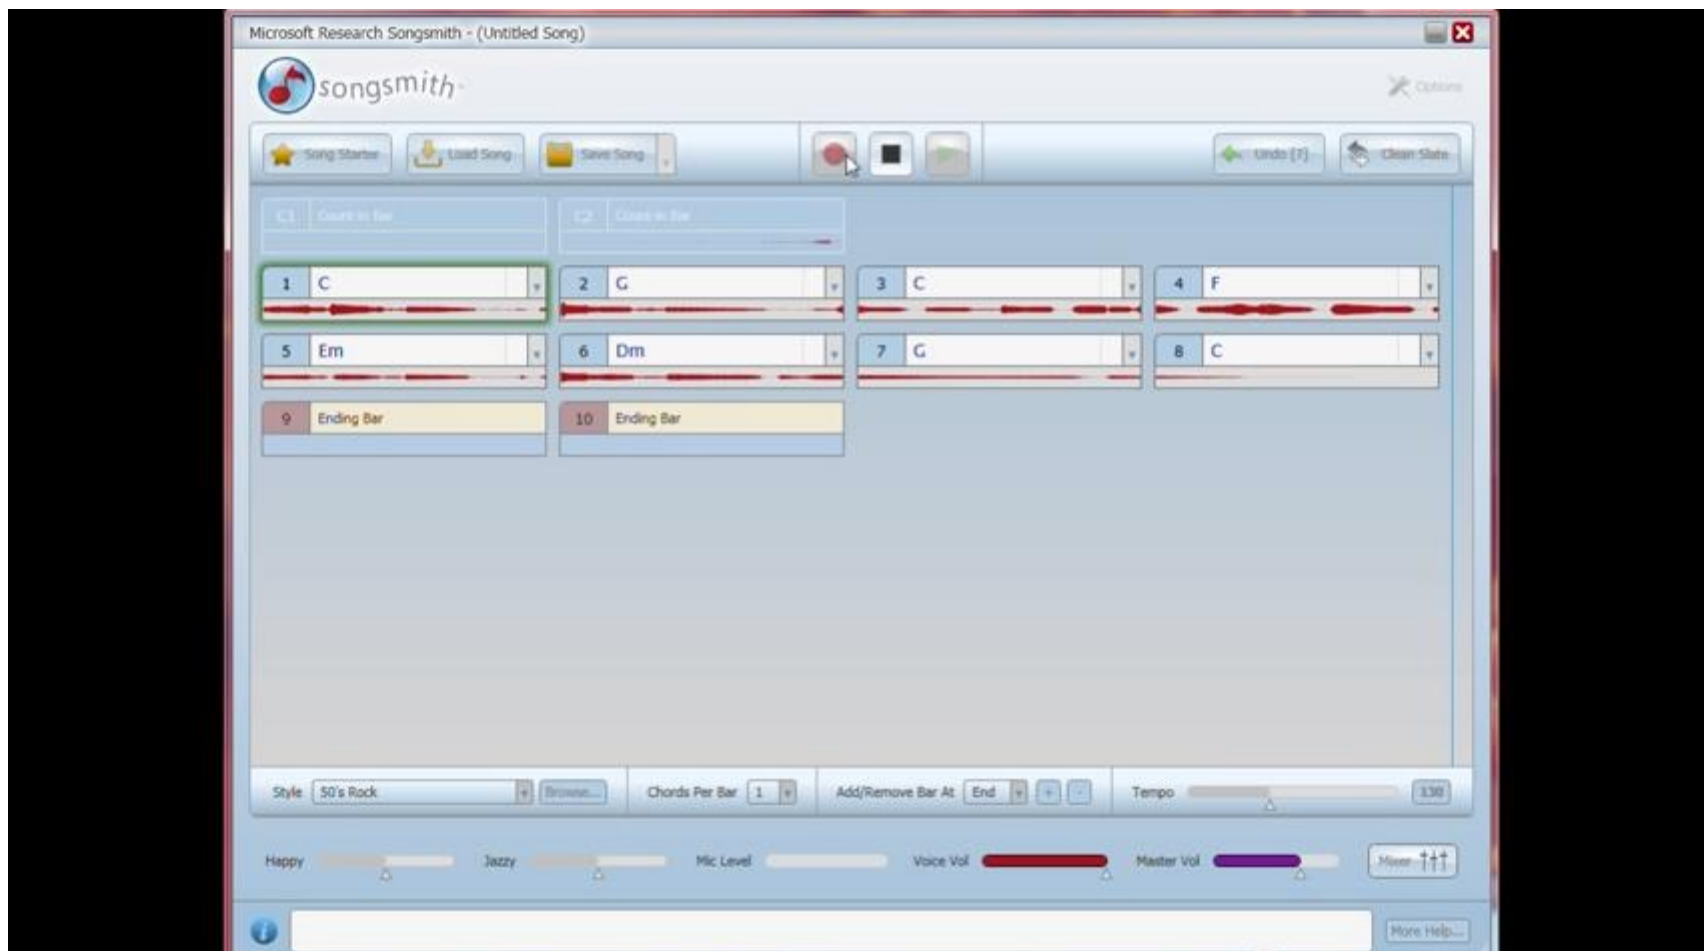 Microsoft Research Songsmith - (Untitled Song)
songsmith
Options
Song Starter Load Song Save Song Undo (7) Clean Slate
C1 Count in Bar C2 Count in Bar
1 C 2 G 3 C 4 F
5 Em 6 Dm 7 G 8 C
9 Ending Bar 10 Ending Bar
Style 50's Rock Browse... Chords Per Bar 1 Add/Remove Bar At End + - Tempo 130
Happy Jazzy Mic Level Voice Vol Master Vol Mixer
More Help...